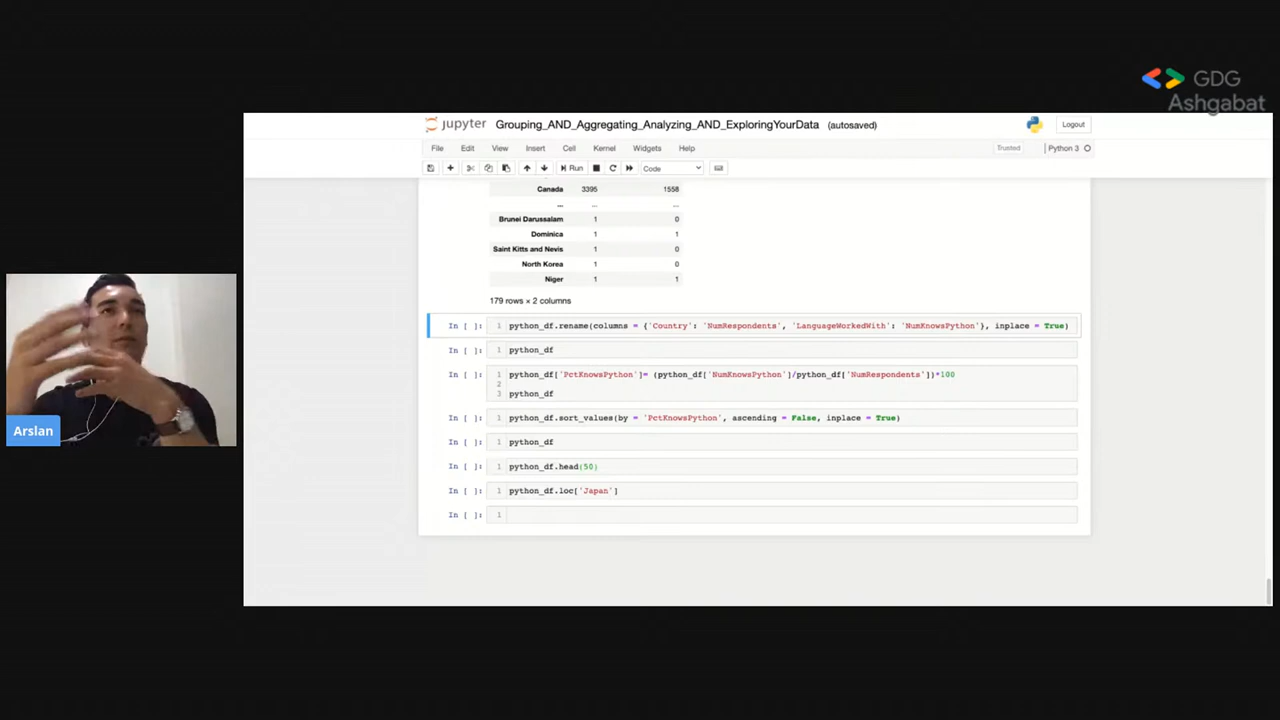 GDG
Ashgabat
jupyter Grouping_AND_Aggregating_Analyzing_AND_ExploringYourData (autosaved) Logout
File Edit View Insert Cell Kernel Widgets Help Trusted Python 3
Run Code
Canada 3395 1558
... ... ...
Brunei Darussalam 1 0
Dominica 1 1
Saint Kitts and Nevis 1 0
North Korea 1 0
Niger 1 1
179 rows × 2 columns
In [ ]: 1 python_df.rename(columns = {'Country': 'NumRespondents', 'LanguageWorkedWith': 'NumKnowsPython'}, inplace = True)
In [ ]: 1 python_df
In [ ]: 1 python_df['PctKnowsPython']= (python_df['NumKnowsPython']/python_df['NumRespondents'])*100
2
3 python_df
In [ ]: 1 python_df.sort_values(by = 'PctKnowsPython', ascending = False, inplace = True)
In [ ]: 1 python_df
In [ ]: 1 python_df.head(50)
In [ ]: 1 python_df.loc['Japan']
In [ ]: 1
Arslan